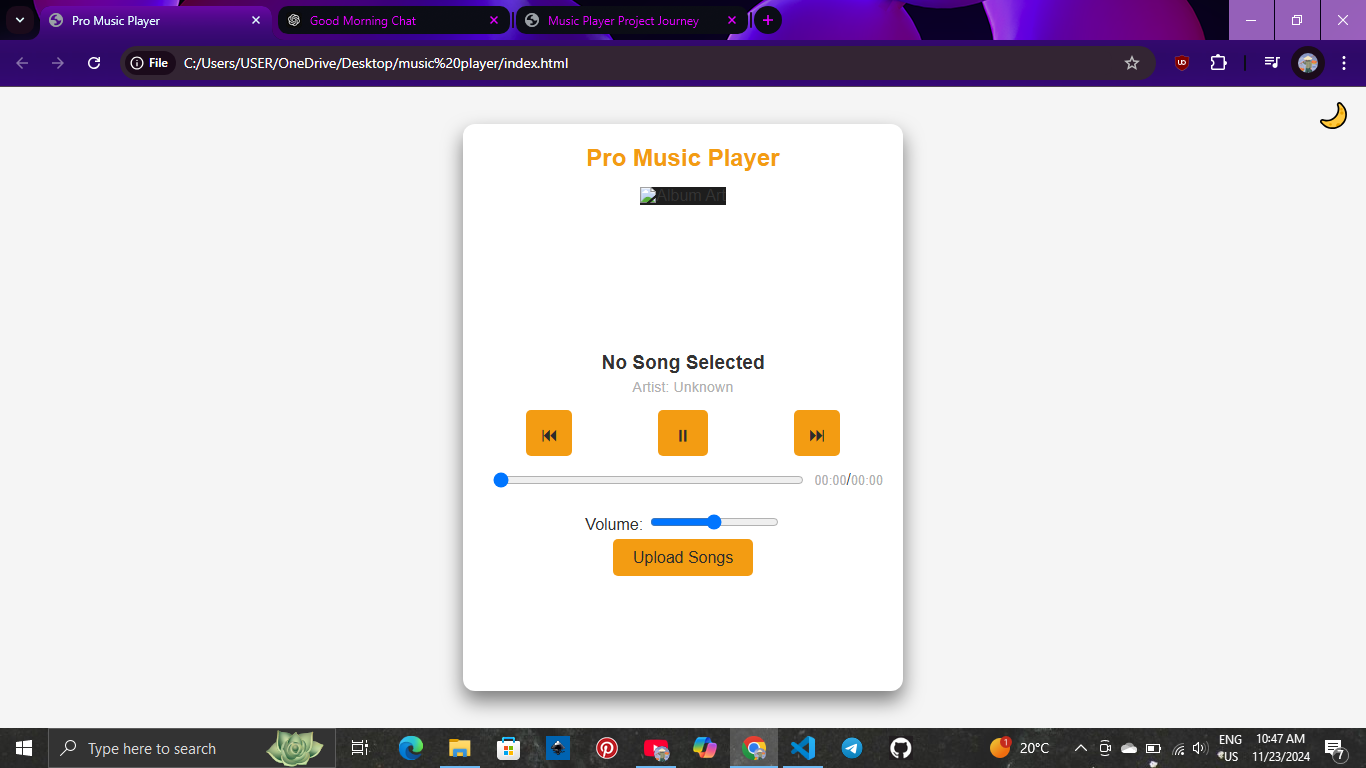 Pro Music Player
Good Morning Chat
Music Player Project Journey
File
C:/Users/USER/OneDrive/Desktop/music%20player/index.html
Pro Music Player
Album Art
No Song Selected
Artist: Unknown
00:00/00:00
Volume:
Upload Songs
Type here to search
1
20°C
ENG
US
10:47 AM
11/23/2024
7